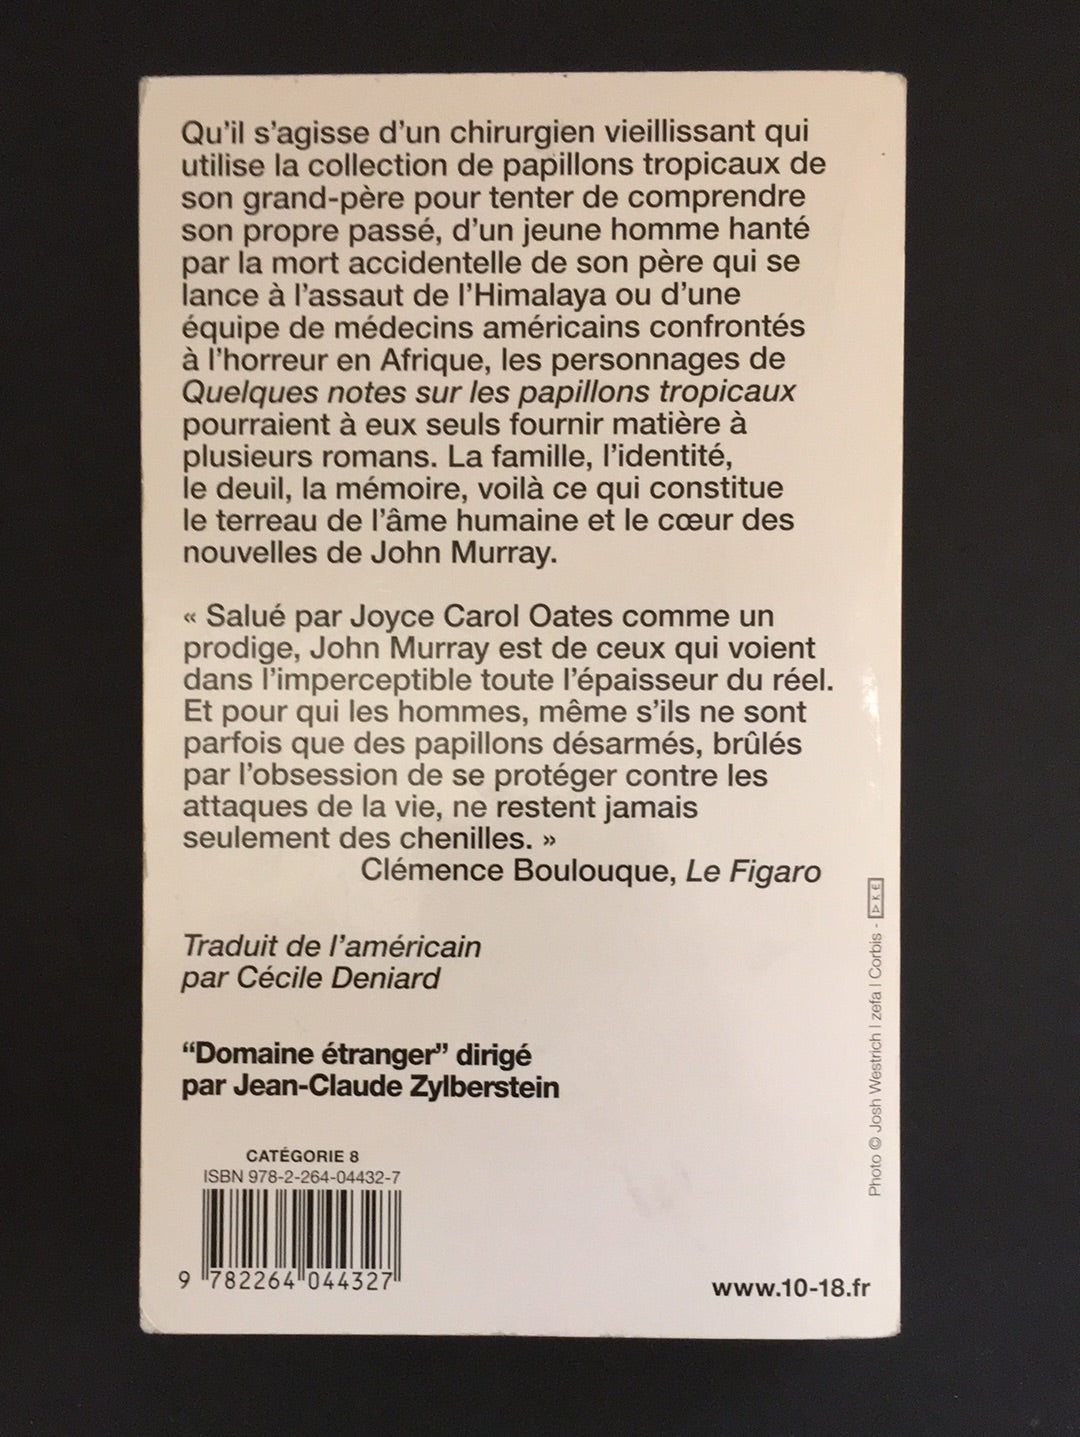 Qu'il s'agisse d'un chirurgien vieillissant qui
utilise la collection de papillons tropicaux de
son grand-père pour tenter de comprendre
son propre passé, d'un jeune homme hanté
par la mort accidentelle de son père qui se
lance à l'assaut de l'Himalaya ou d'une
équipe de médecins américains confrontés
à l'horreur en Afrique, les personnages de
Quelques notes sur les papillons tropicaux
pourraient à eux seuls fournir matière à
plusieurs romans. La famille, l'identité,
le deuil, la mémoire, voilà ce qui constitue
le terreau de l'âme humaine et le cœur des
nouvelles de John Murray.
« Salué par Joyce Carol Oates comme un
prodige, John Murray est de ceux qui voient
dans l'imperceptible toute l'épaisseur du réel.
Et pour qui les hommes, même s'ils ne sont
parfois que des papillons désarmés, brûlés
par l'obsession de se protéger contre les
attaques de la vie, ne restent jamais
seulement des chenilles. »
Clémence Boulouque, Le Figaro
Traduit de l'américain
par Cécile Deniard
“Domaine étranger” dirigé
par Jean-Claude Zylberstein
CATÉGORIE 8
ISBN 978-2-264-04432-7
9 782264 044327
www.10-18.fr
Photo © Josh Westrich | zefa | Corbis -